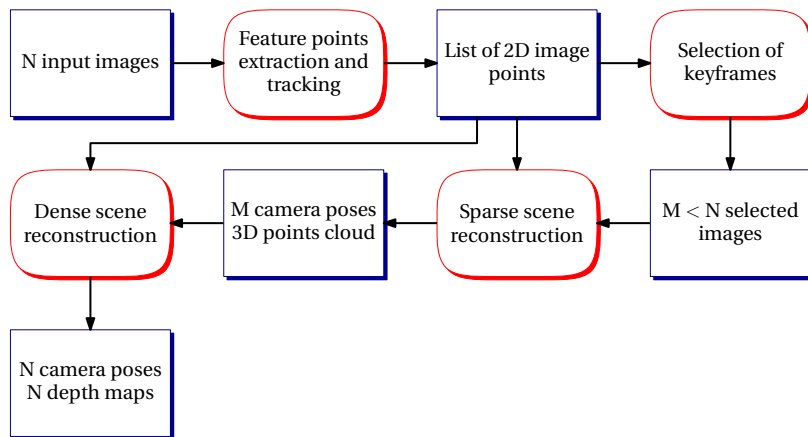 N input images
Feature points
extraction and
tracking
List of 2D image
points
Selection of
keyframes
Dense scene
reconstruction
M camera poses
3D points cloud
Sparse scene
reconstruction
M < N selected
images
N camera poses
N depth maps